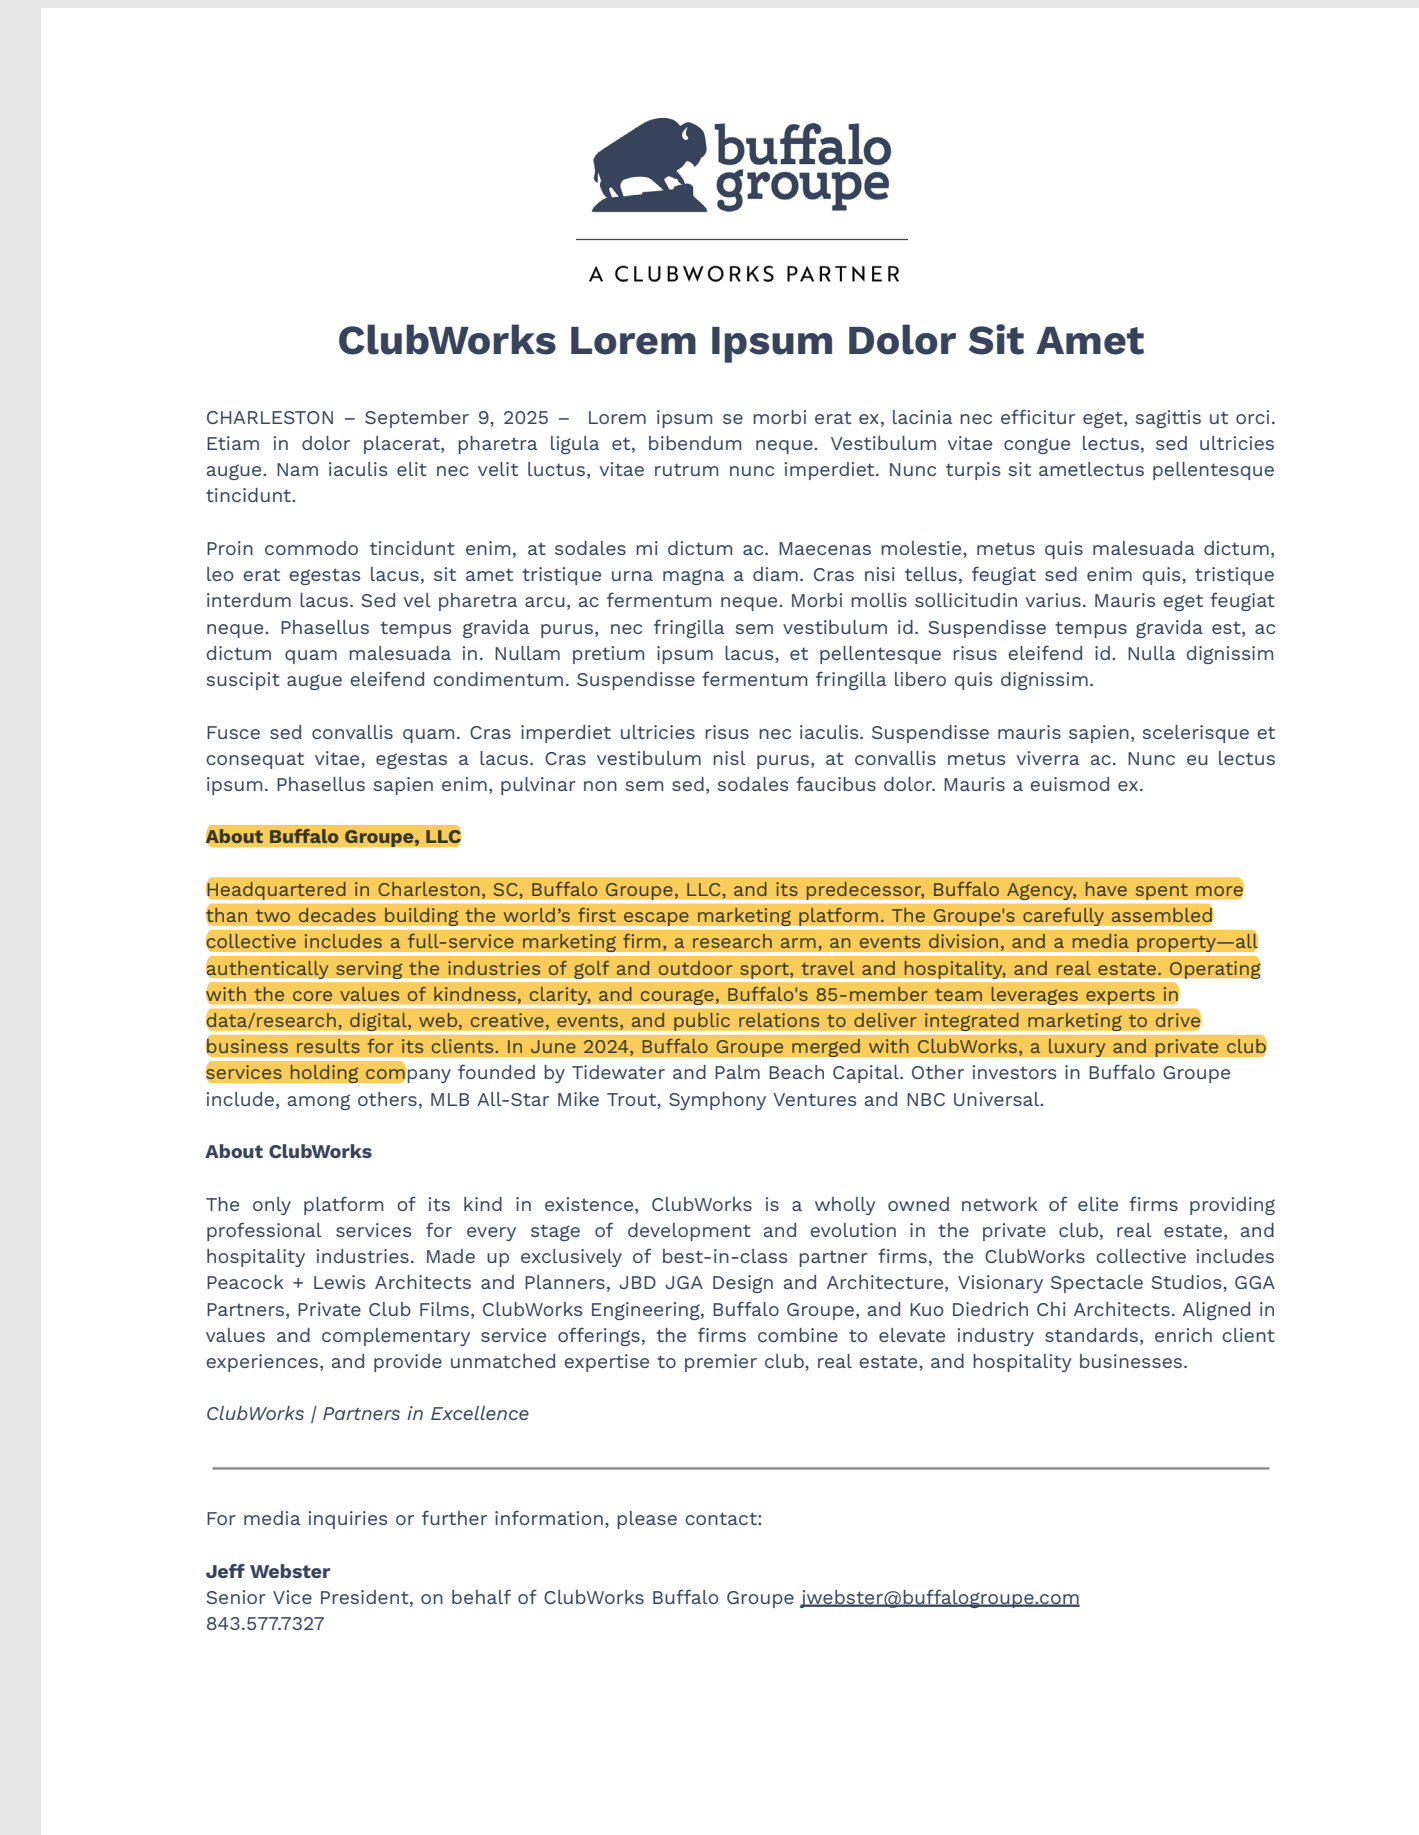 buffalo
groupe
A CLUBWORKS PARTNER
ClubWorks Lorem Ipsum Dolor Sit Amet
CHARLESTON – September 9, 2025 – Lorem ipsum se morbi erat ex, lacinia nec efficitur eget, sagittis ut orci.
Etiam in dolor placerat, pharetra ligula et, bibendum neque. Vestibulum vitae congue lectus, sed ultricies
augue. Nam iaculis elit nec velit luctus, vitae rutrum nunc imperdiet. Nunc turpis sit ametlectus pellentesque
tincidunt.
Proin commodo tincidunt enim, at sodales mi dictum ac. Maecenas molestie, metus quis malesuada dictum,
leo erat egestas lacus, sit amet tristique urna magna a diam. Cras nisi tellus, feugiat sed enim quis, tristique
interdum lacus. Sed vel pharetra arcu, ac fermentum neque. Morbi mollis sollicitudin varius. Mauris eget feugiat
neque. Phasellus tempus gravida purus, nec fringilla sem vestibulum id. Suspendisse tempus gravida est, ac
dictum quam malesuada in. Nullam pretium ipsum lacus, et pellentesque risus eleifend id. Nulla dignissim
suscipit augue eleifend condimentum. Suspendisse fermentum fringilla libero quis dignissim.
Fusce sed convallis quam. Cras imperdiet ultricies risus nec iaculis. Suspendisse mauris sapien, scelerisque et
consequat vitae, egestas a lacus. Cras vestibulum nisl purus, at convallis metus viverra ac. Nunc eu lectus
ipsum. Phasellus sapien enim, pulvinar non sem sed, sodales faucibus dolor. Mauris a euismod ex.
About Buffalo Groupe, LLC
Headquartered in Charleston, SC, Buffalo Groupe, LLC, and its predecessor, Buffalo Agency, have spent more
than two decades building the world’s first escape marketing platform. The Groupe's carefully assembled
collective includes a full-service marketing firm, a research arm, an events division, and a media property—all
authentically serving the industries of golf and outdoor sport, travel and hospitality, and real estate. Operating
with the core values of kindness, clarity, and courage, Buffalo's 85-member team leverages experts in
data/research, digital, web, creative, events, and public relations to deliver integrated marketing to drive
business results for its clients. In June 2024, Buffalo Groupe merged with ClubWorks, a luxury and private club
services holding company founded by Tidewater and Palm Beach Capital. Other investors in Buffalo Groupe
include, among others, MLB All-Star Mike Trout, Symphony Ventures and NBC Universal.
About ClubWorks
The only platform of its kind in existence, ClubWorks is a wholly owned network of elite firms providing
professional services for every stage of development and evolution in the private club, real estate, and
hospitality industries. Made up exclusively of best-in-class partner firms, the ClubWorks collective includes
Peacock + Lewis Architects and Planners, JBD JGA Design and Architecture, Visionary Spectacle Studios, GGA
Partners, Private Club Films, ClubWorks Engineering, Buffalo Groupe, and Kuo Diedrich Chi Architects. Aligned in
values and complementary service offerings, the firms combine to elevate industry standards, enrich client
experiences, and provide unmatched expertise to premier club, real estate, and hospitality businesses.
ClubWorks | Partners in Excellence
For media inquiries or further information, please contact:
Jeff Webster
Senior Vice President, on behalf of ClubWorks Buffalo Groupe jwebster@buffalogroupe.com
843.577.7327